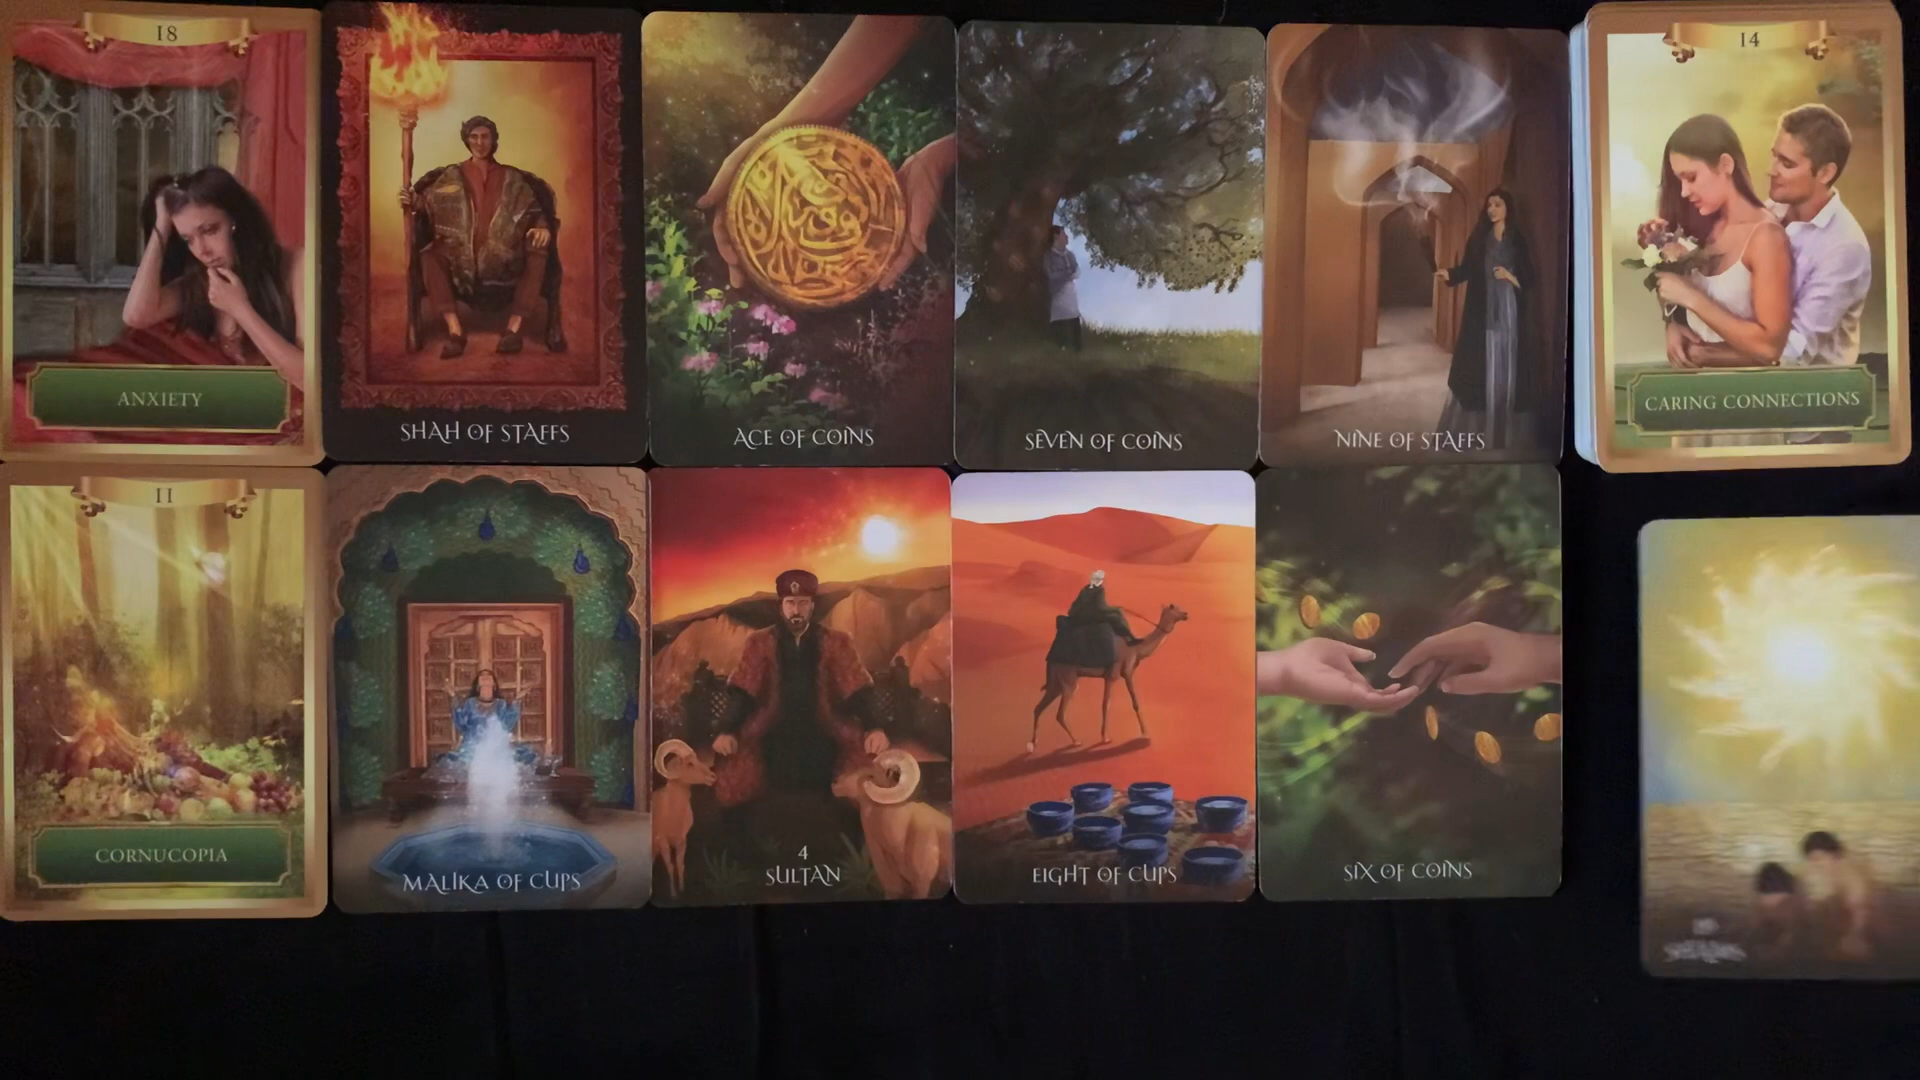 18
ANXIETY
SHAH OF STAFFS
ACE OF COINS
SEVEN OF COINS
NINE OF STAFFS
14
CARING CONNECTIONS
11
CORNUCOPIA
MALIKA OF CUPS
4
SULTAN
EIGHT OF CUPS
SIX OF COINS